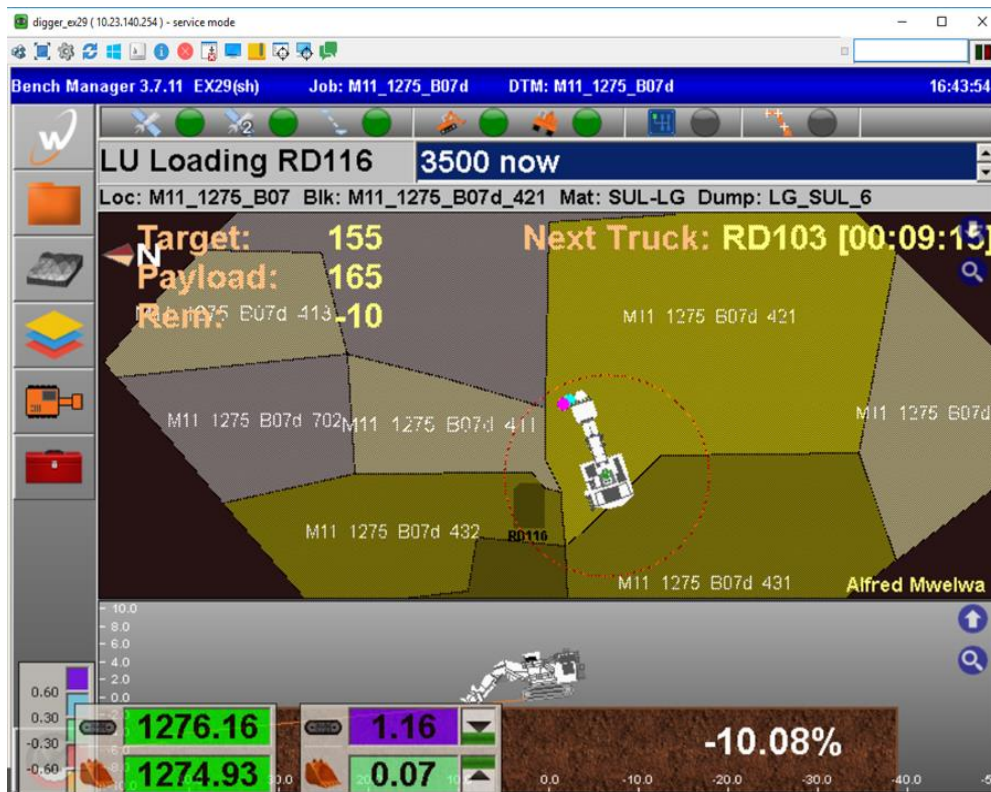 digger_ex29 ( 10.23.140.254 ) - service mode
Bench Manager 3.7.11 EX29(sh) Job: M11_1275_B07d DTM: M11_1275_B07d 16:43:54
2
LU Loading RD116 3500 now
Loc: M11_1275_B07 Blk: M11_1275_B07d_421 Mat: SUL-LG Dump: LG_SUL_6
Target: 155 Next Truck: RD103 [00:09:15]
N
Payload: 165
Rem: -10
B07d 413
M11 1275 B07d 421
M11 1275 B07d 702
M11 1275 B07d 411
M11 1275 B07d
M11 1275 B07d 432
RD116
M11 1275 B07d 431
Alfred Mwelwa
10.0
8.0
6.0
4.0
2.0
0.0
0.60
0.30
-0.30
-0.60
1276.16 1.16 -10.08%
1274.93 0.07
0.0 -10.0 -20.0 -30.0 -40.0